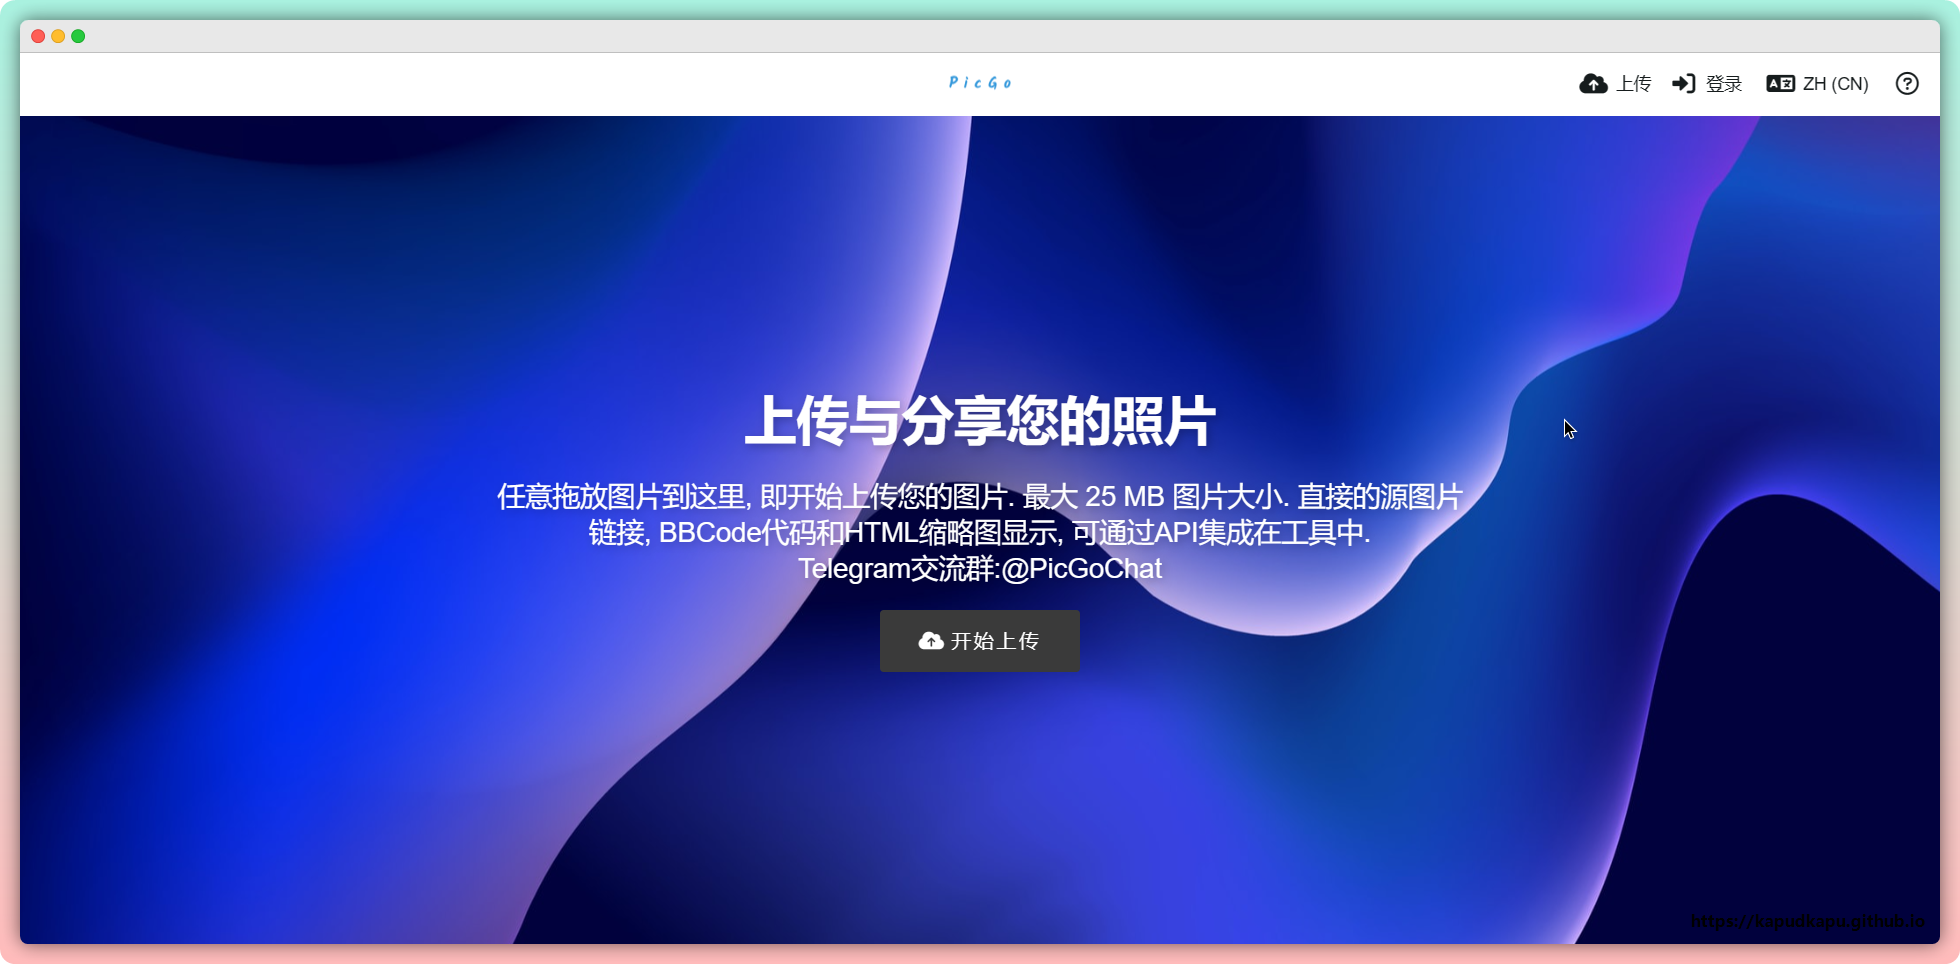 PicGo
上传 登录 ZH (CN)
上传与分享您的照片
任意拖放图片到这里, 即开始上传您的图片. 最大 25 MB 图片大小. 直接的源图片
链接, BBCode代码和HTML缩略图显示, 可通过API集成在工具中.
Telegram交流群:@PicGoChat
开始上传
https://kapudkapu.github.io